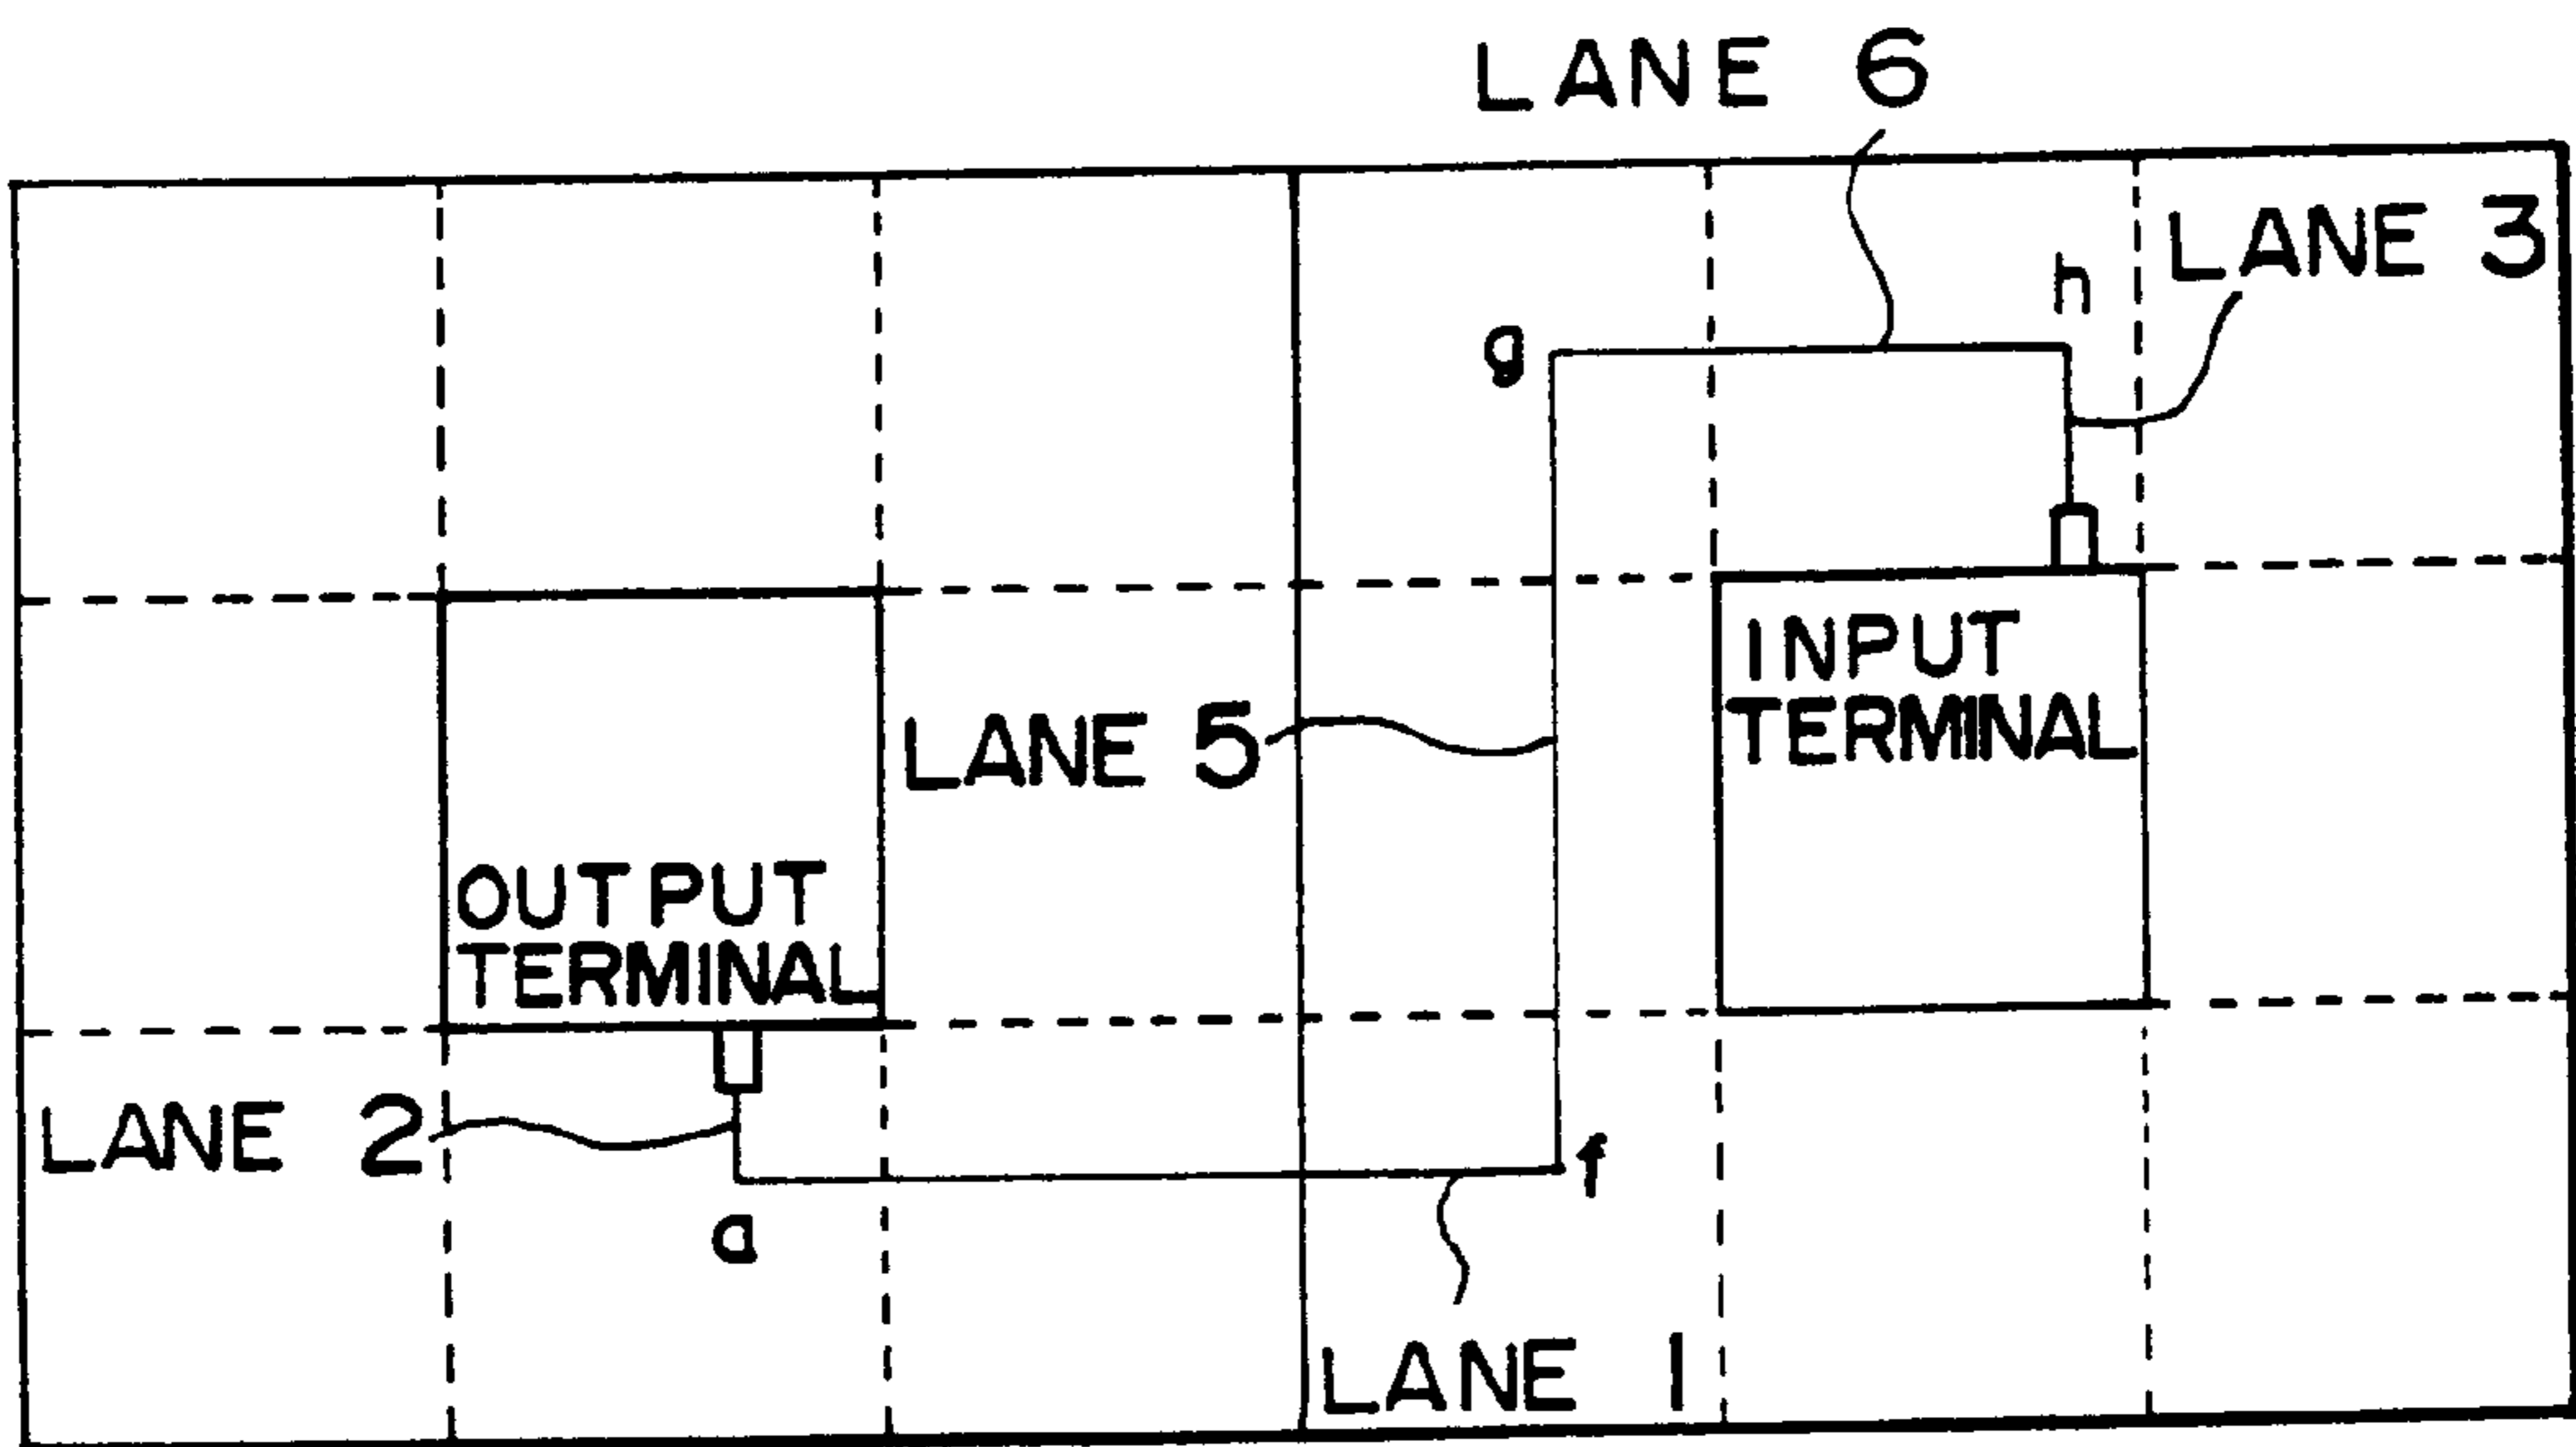 LANE 6
LANE 3
h
g
INPUT
TERMINAL
LANE 5
OUTPUT
TERMINAL
LANE 2
f
a
LANE 1